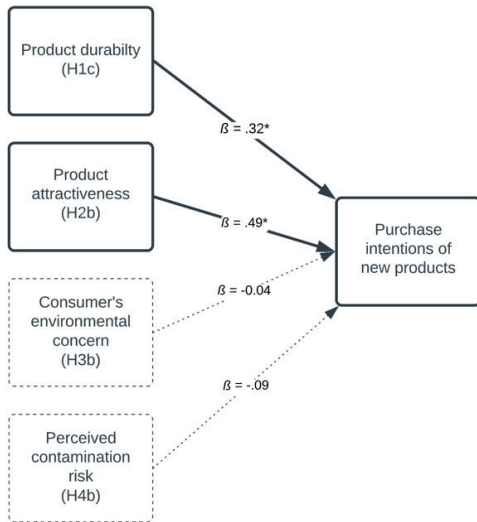 Product durabilty
(H1c)
ß = .32*
Product
attractiveness
(H2b)
ß = .49*
Purchase
intentions of
new products
Consumer's
environmental
concern
(H3b)
ß = -0.04
ß = -.09
Perceived
contamination
risk
(H4b)